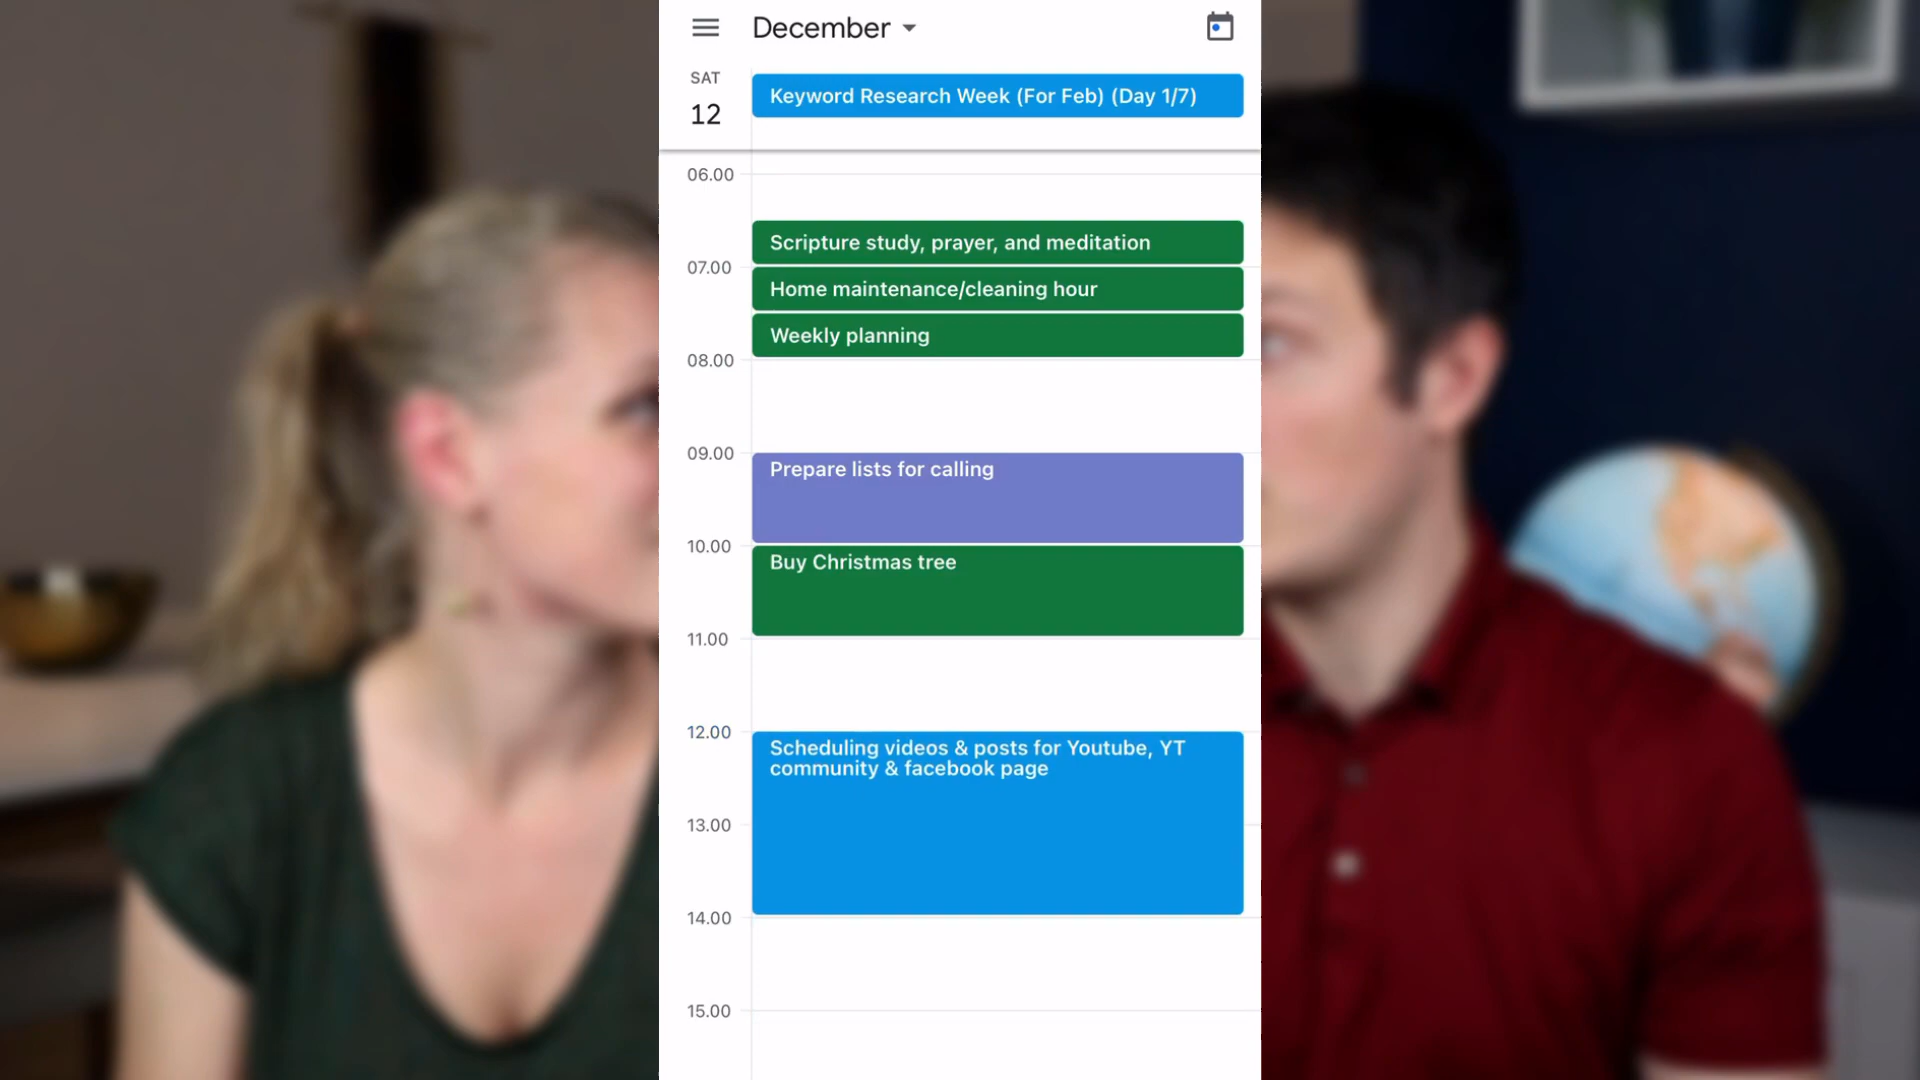 December
SAT
12
Keyword Research Week (For Feb) (Day 1/7)
06.00
Scripture study, prayer, and meditation
07.00
Home maintenance/cleaning hour
Weekly planning
08.00
09.00
Prepare lists for calling
10.00
Buy Christmas tree
11.00
12.00
Scheduling videos & posts for Youtube, YT
community & facebook page
13.00
14.00
15.00